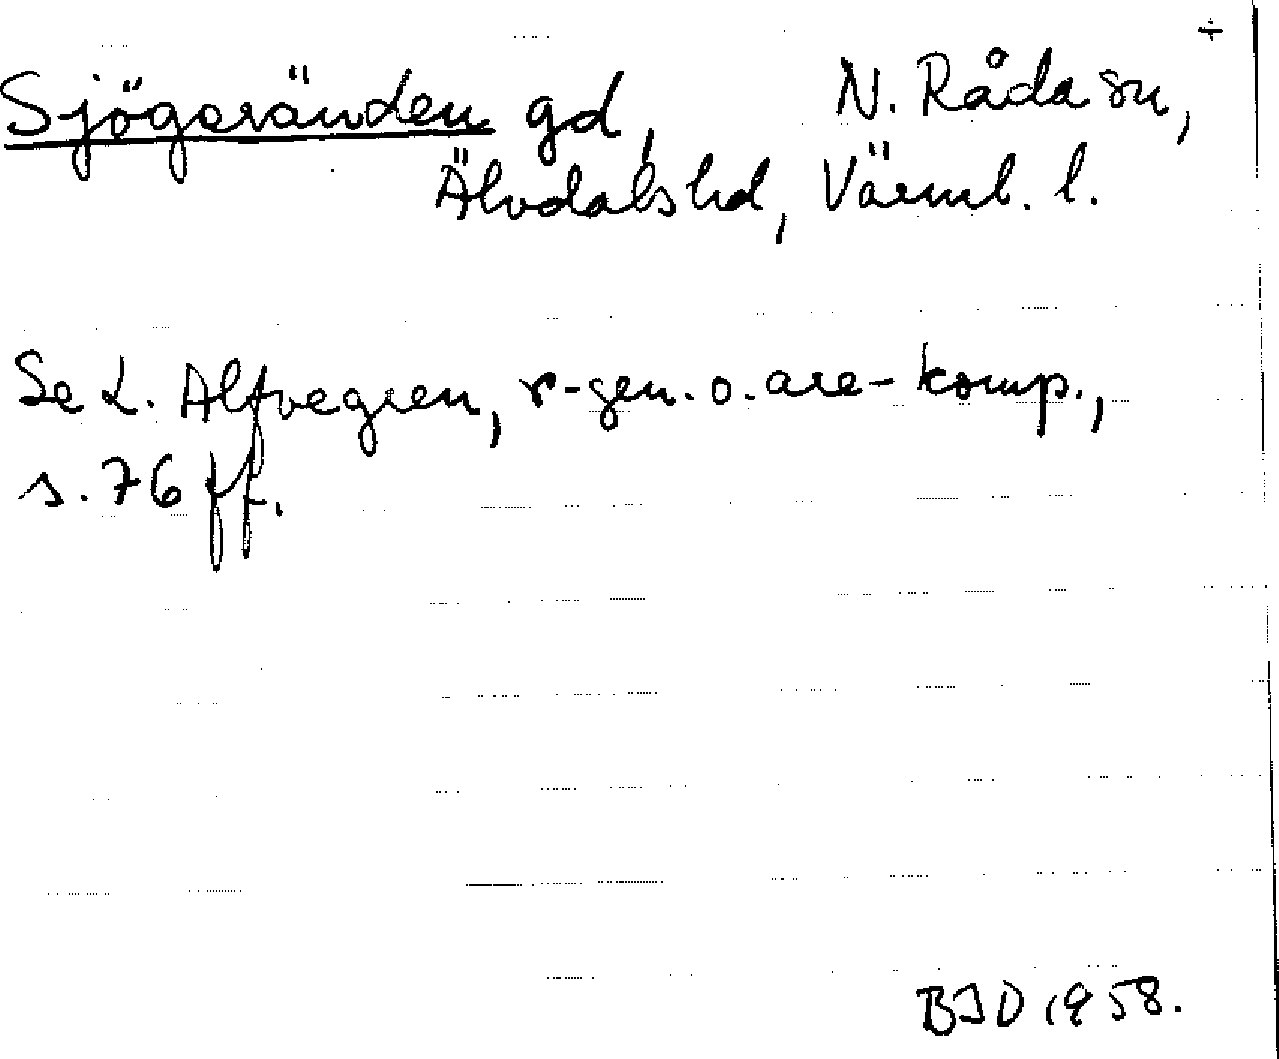 ÷
Sjögeränden gd, N. Råda sn,
Älvdals hd, Värml. l.
Se L. Alfvegren, r-gen. o. are-komp.,
s. 76 ff.
BJD 1958.